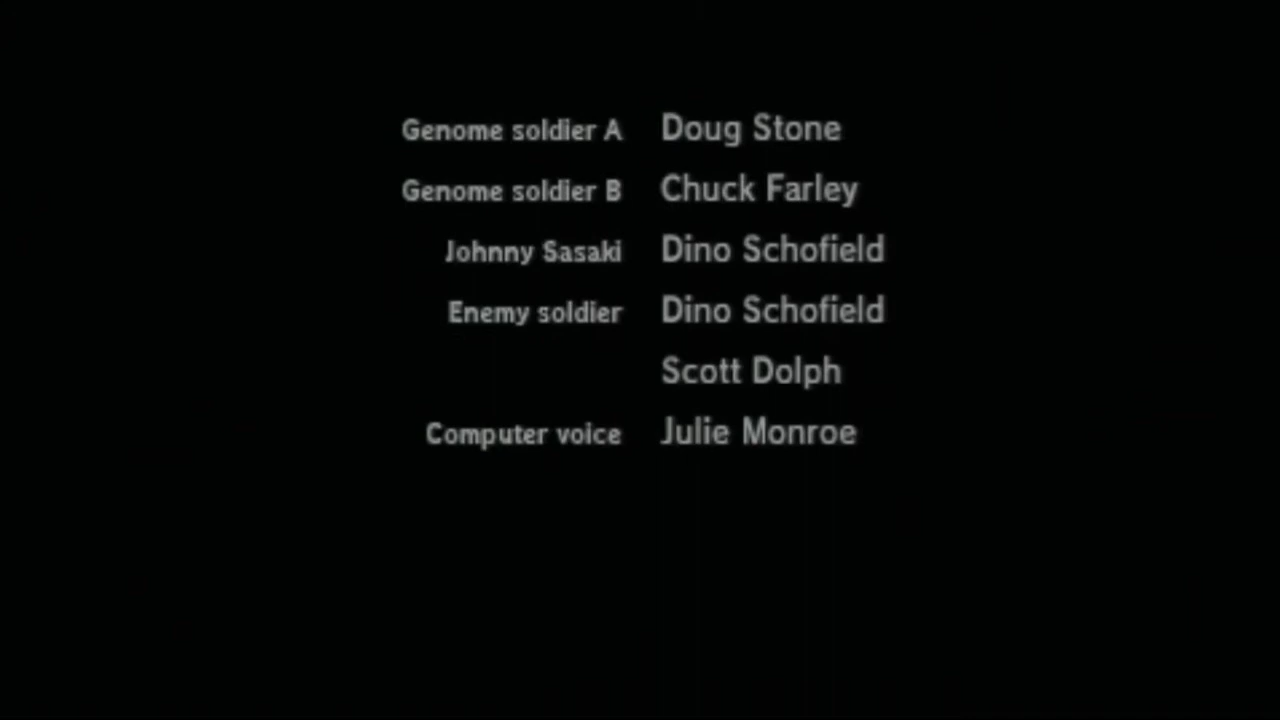 Genome soldier A Doug Stone
Genome soldier B Chuck Farley
Johnny Sasaki Dino Schofield
Enemy soldier Dino Schofield
Scott Dolph
Computer voice Julie Monroe